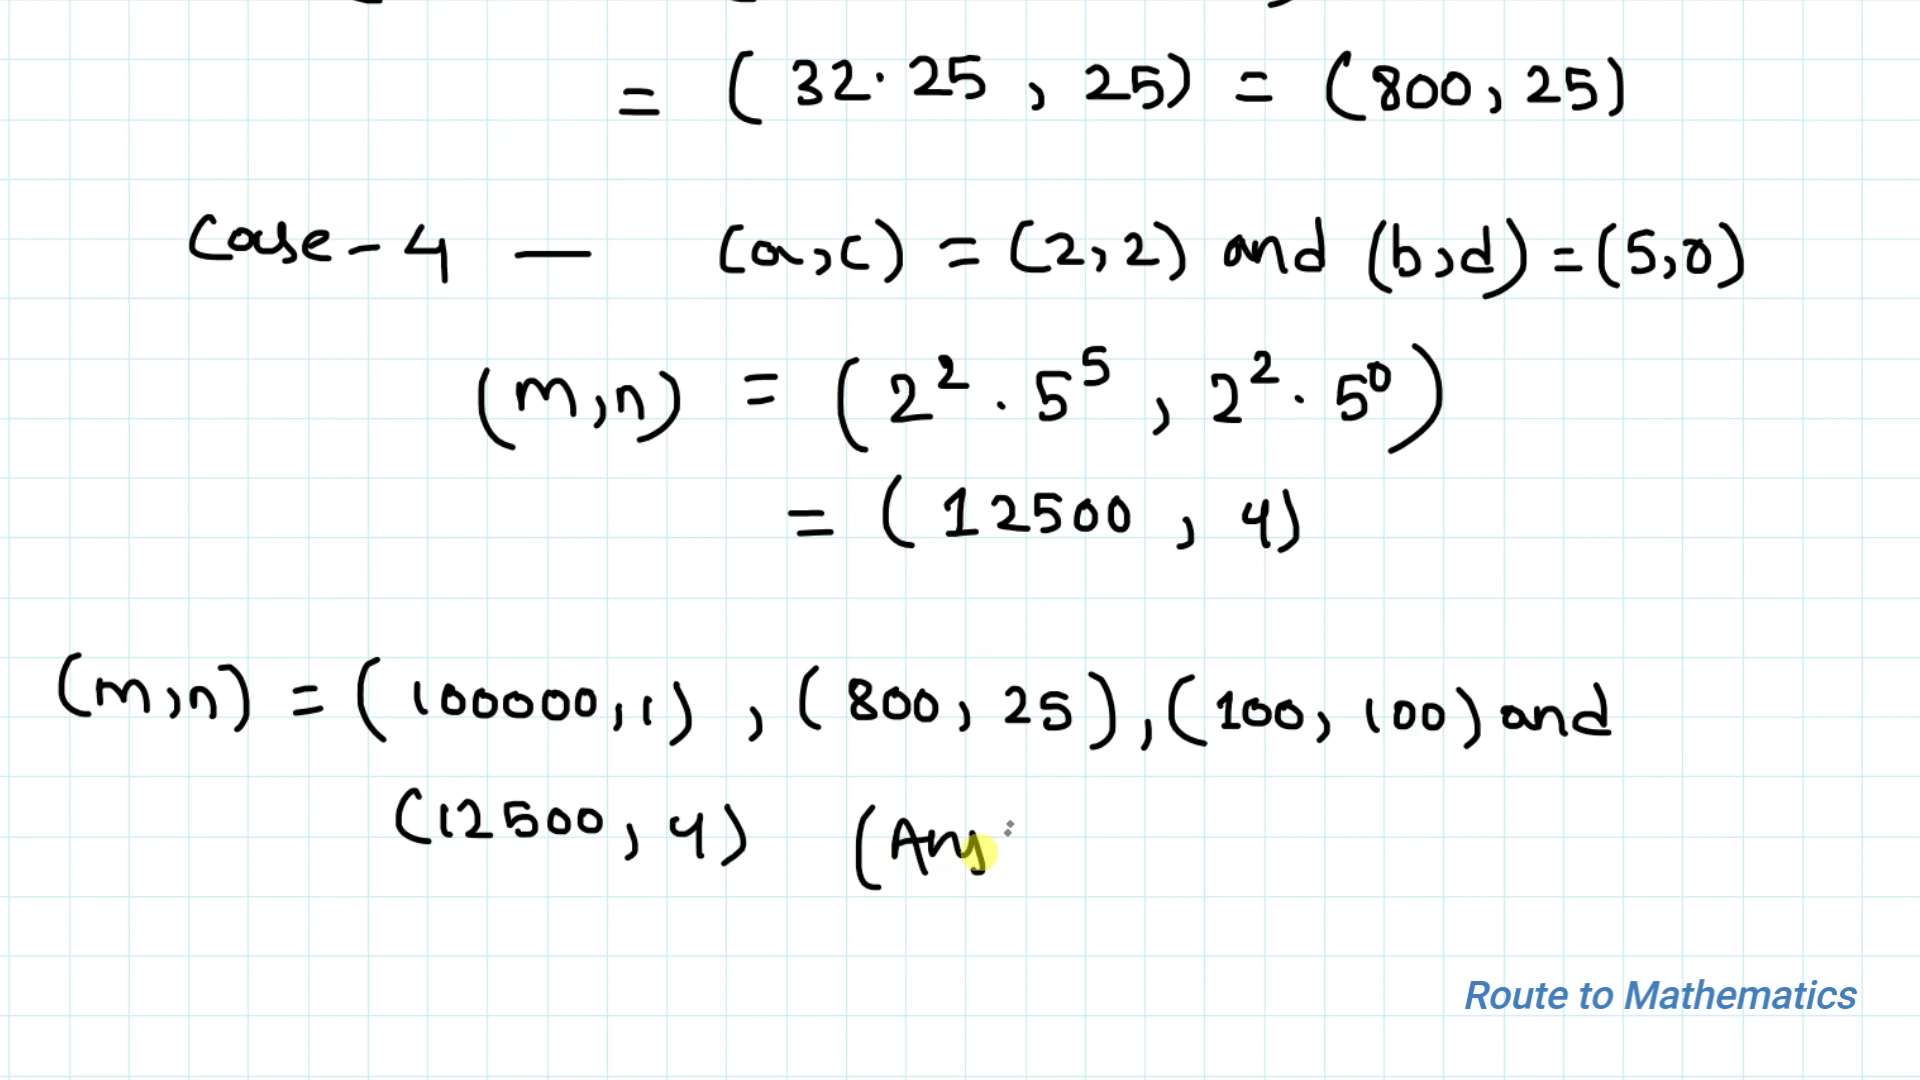 = (32·25, 25) = (800, 25)
Case-4 — (a,c) = (2,2) and (b,d) = (5,0)
(m,n) = (2²·5⁵, 2²·5⁰)
= (12500, 4)
(m,n) = (100000,1), (800, 25), (100, 100) and
(12500, 4) (Ans
Route to Mathematics